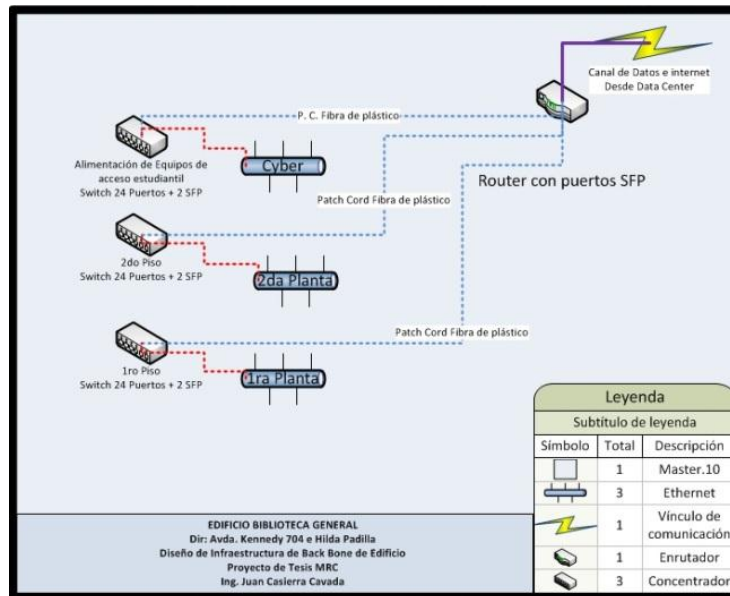 Canal de Datos e internet
Desde Data Center
P. C. Fibra de plástico
Alimentación de Equipos de
acceso estudiantil
Switch 24 Puertos + 2 SFP
Cyber
Router con puertos SFP
Patch Cord Fibra de plástico
2do Piso
Switch 24 Puertos + 2 SFP
2da Planta
Patch Cord Fibra de plástico
1ro Piso
Switch 24 Puertos + 2 SFP
1ra Planta
Leyenda
Subtítulo de leyenda
Símbolo Total Descripción
1 Master.10
3 Ethernet
1 Vínculo de
comunicación
1 Enrutador
3 Concentrador
EDIFICIO BIBLIOTECA GENERAL
Dir: Avda. Kennedy 704 e Hilda Padilla
Diseño de Infraestructura de Back Bone de Edificio
Proyecto de Tesis MRC
Ing. Juan Casierra Cavada